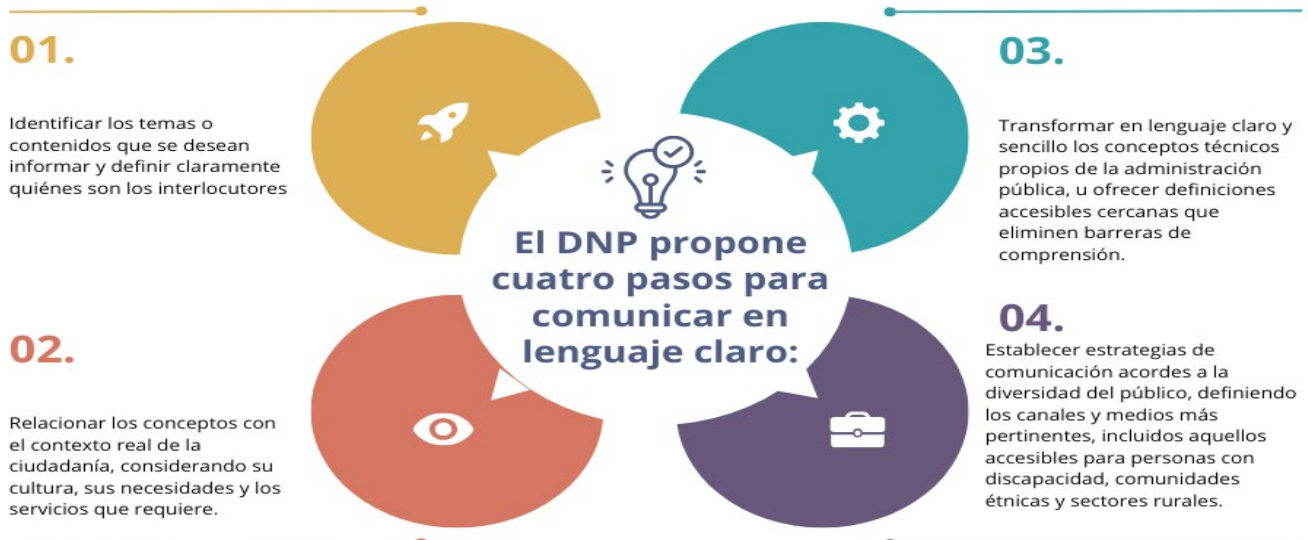 01.
Identificar los temas o
contenidos que se desean
informar y definir claramente
quiénes son los interlocutores
02.
Relacionar los conceptos con
el contexto real de la
ciudadanía, considerando su
cultura, sus necesidades y los
servicios que requiere.
El DNP propone
cuatro pasos para
comunicar en
lenguaje claro:
03.
Transformar en lenguaje claro y
sencillo los conceptos técnicos
propios de la administración
pública, u ofrecer definiciones
accesibles cercanas que
eliminen barreras de
comprensión.
04.
Establecer estrategias de
comunicación acordes a la
diversidad del público, definiendo
los canales y medios más
pertinentes, incluidos aquellos
accesibles para personas con
discapacidad, comunidades
étnicas y sectores rurales.